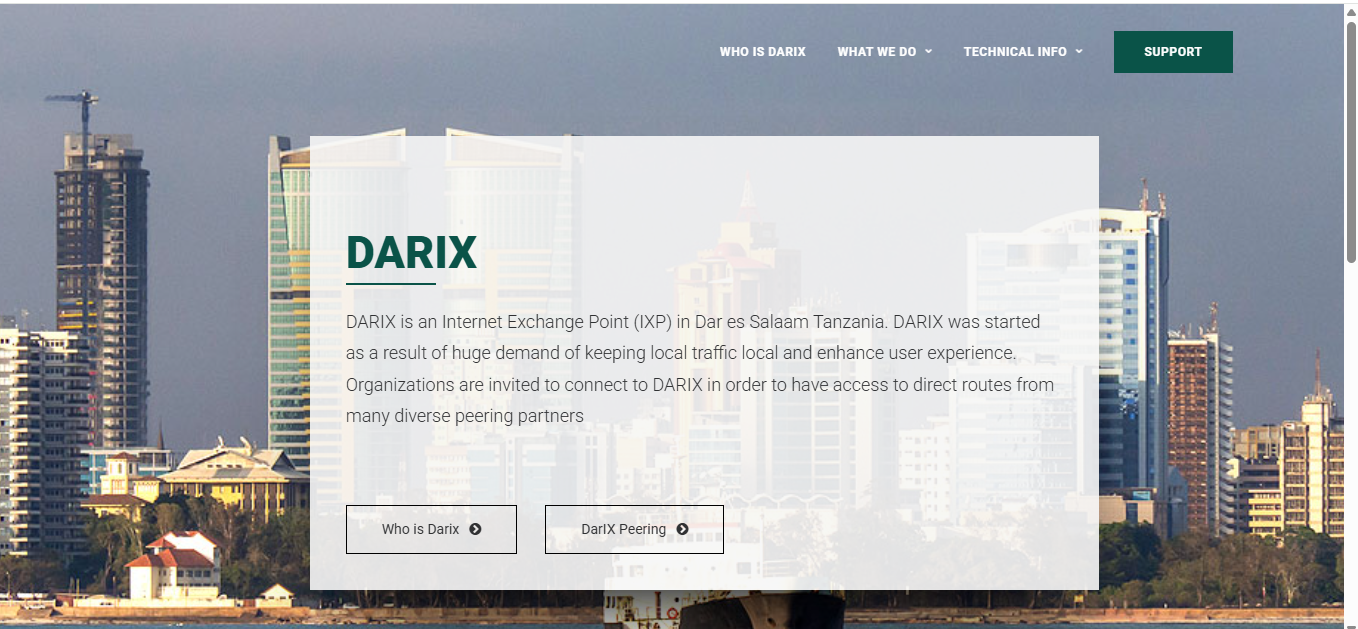 WHO IS DARIX
WHAT WE DO
TECHNICAL INFO
SUPPORT
DARIX
DARIX is an Internet Exchange Point (IXP) in Dar es Salaam Tanzania. DARIX was started
as a result of huge demand of keeping local traffic local and enhance user experience.
Organizations are invited to connect to DARIX in order to have access to direct routes from
many diverse peering partners
Who is Darix
DarIX Peering